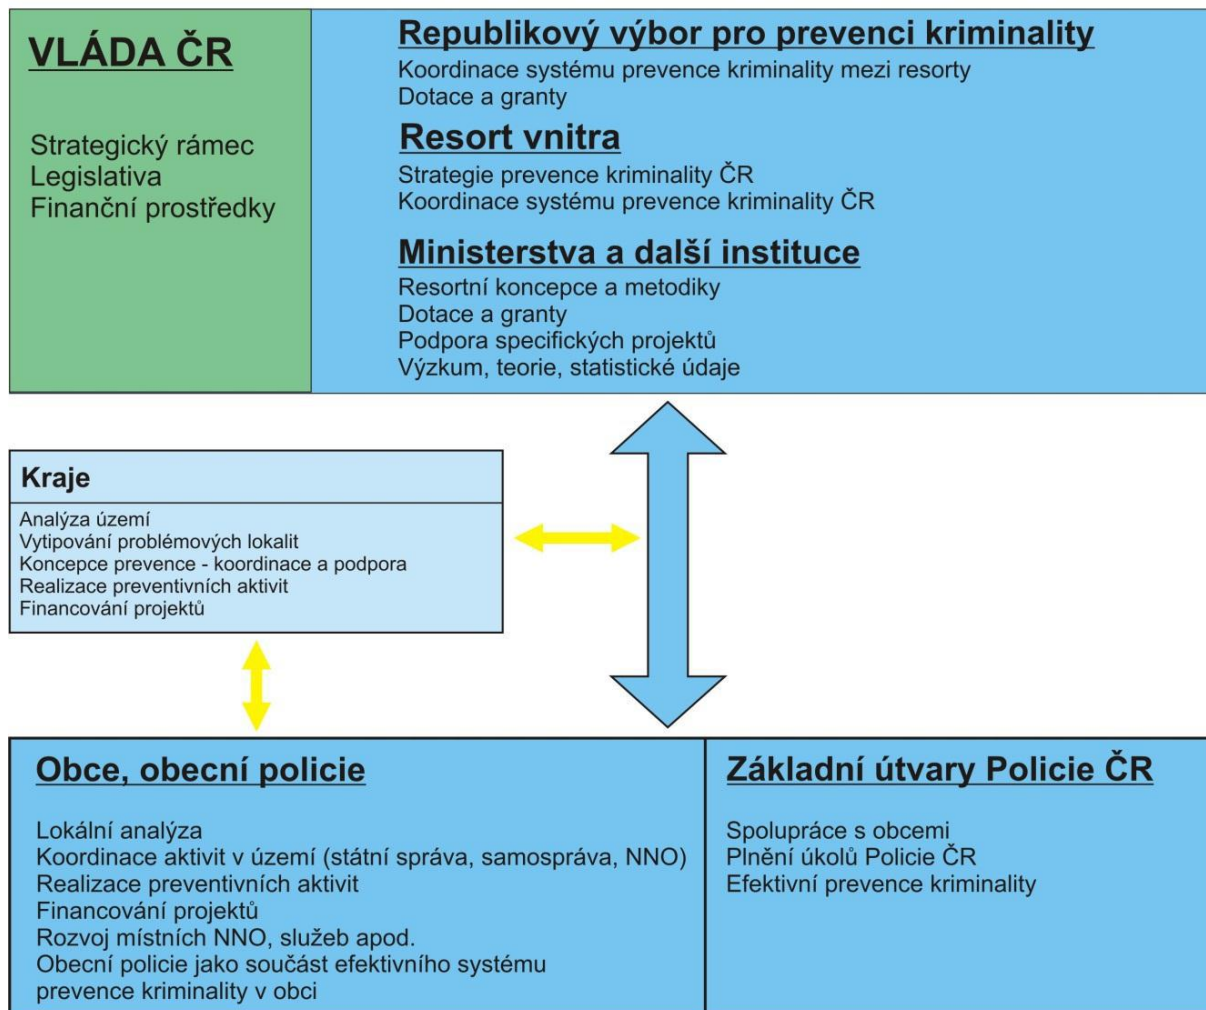 VLÁDA ČR
Strategický rámec
Legislativa
Finanční prostředky
Republikový výbor pro prevenci kriminality
Koordinace systému prevence kriminality mezi resorty
Dotace a granty
Resort vnitra
Strategie prevence kriminality ČR
Koordinace systému prevence kriminality ČR
Ministerstva a další instituce
Resortní koncepce a metodiky
Dotace a granty
Podpora specifických projektů
Výzkum, teorie, statistické údaje
Kraje
Analýza území
Vytipování problémových lokalit
Koncepce prevence - koordinace a podpora
Realizace preventivních aktivit
Financování projektů
Obce, obecní policie
Lokální analýza
Koordinace aktivit v území (státní správa, samospráva, NNO)
Realizace preventivních aktivit
Financování projektů
Rozvoj místních NNO, služeb apod.
Obecní policie jako součást efektivního systému
prevence kriminality v obci
Základní útvary Policie ČR
Spolupráce s obcemi
Plnění úkolů Policie ČR
Efektivní prevence kriminality